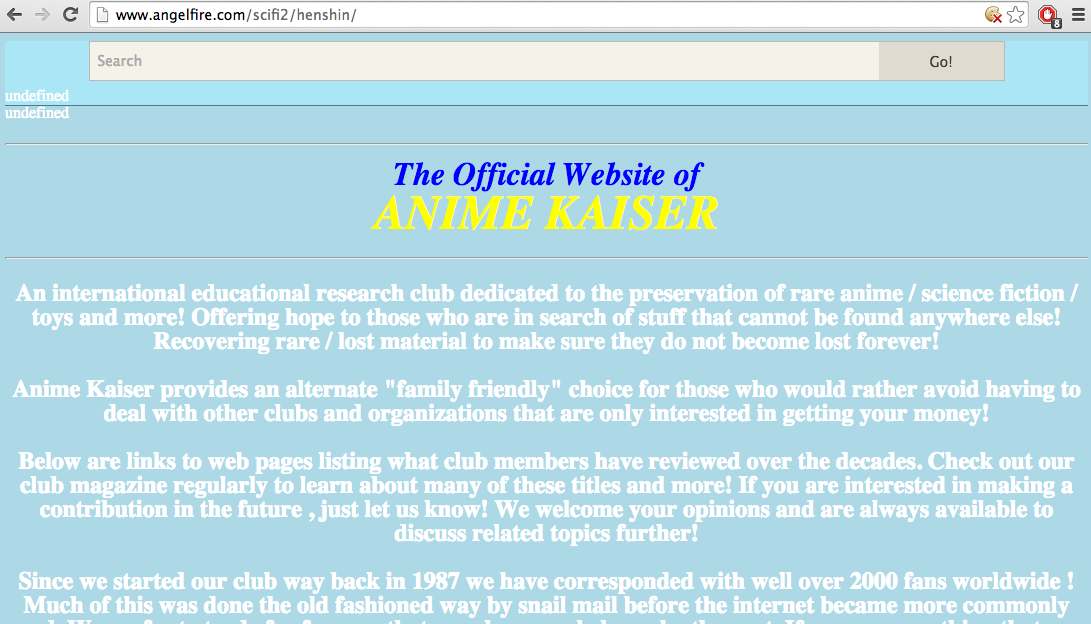 www.angelfire.com/scifi2/henshin/
8
Search
Go!
undefined
undefined
The Official Website of
ANIME KAISER
An international educational research club dedicated to the preservation of rare anime / science fiction /
toys and more! Offering hope to those who are in search of stuff that cannot be found anywhere else!
Recovering rare / lost material to make sure they do not become lost forever!
Anime Kaiser provides an alternate "family friendly" choice for those who would rather avoid having to
deal with other clubs and organizations that are only interested in getting your money!
Below are links to web pages listing what club members have reviewed over the decades. Check out our
club magazine regularly to learn about many of these titles and more! If you are interested in making a
contribution in the future , just let us know! We welcome your opinions and are always available to
discuss related topics further!
Since we started our club way back in 1987 we have corresponded with well over 2000 fans worldwide !
Much of this was done the old fashioned way by snail mail before the internet became more commonly